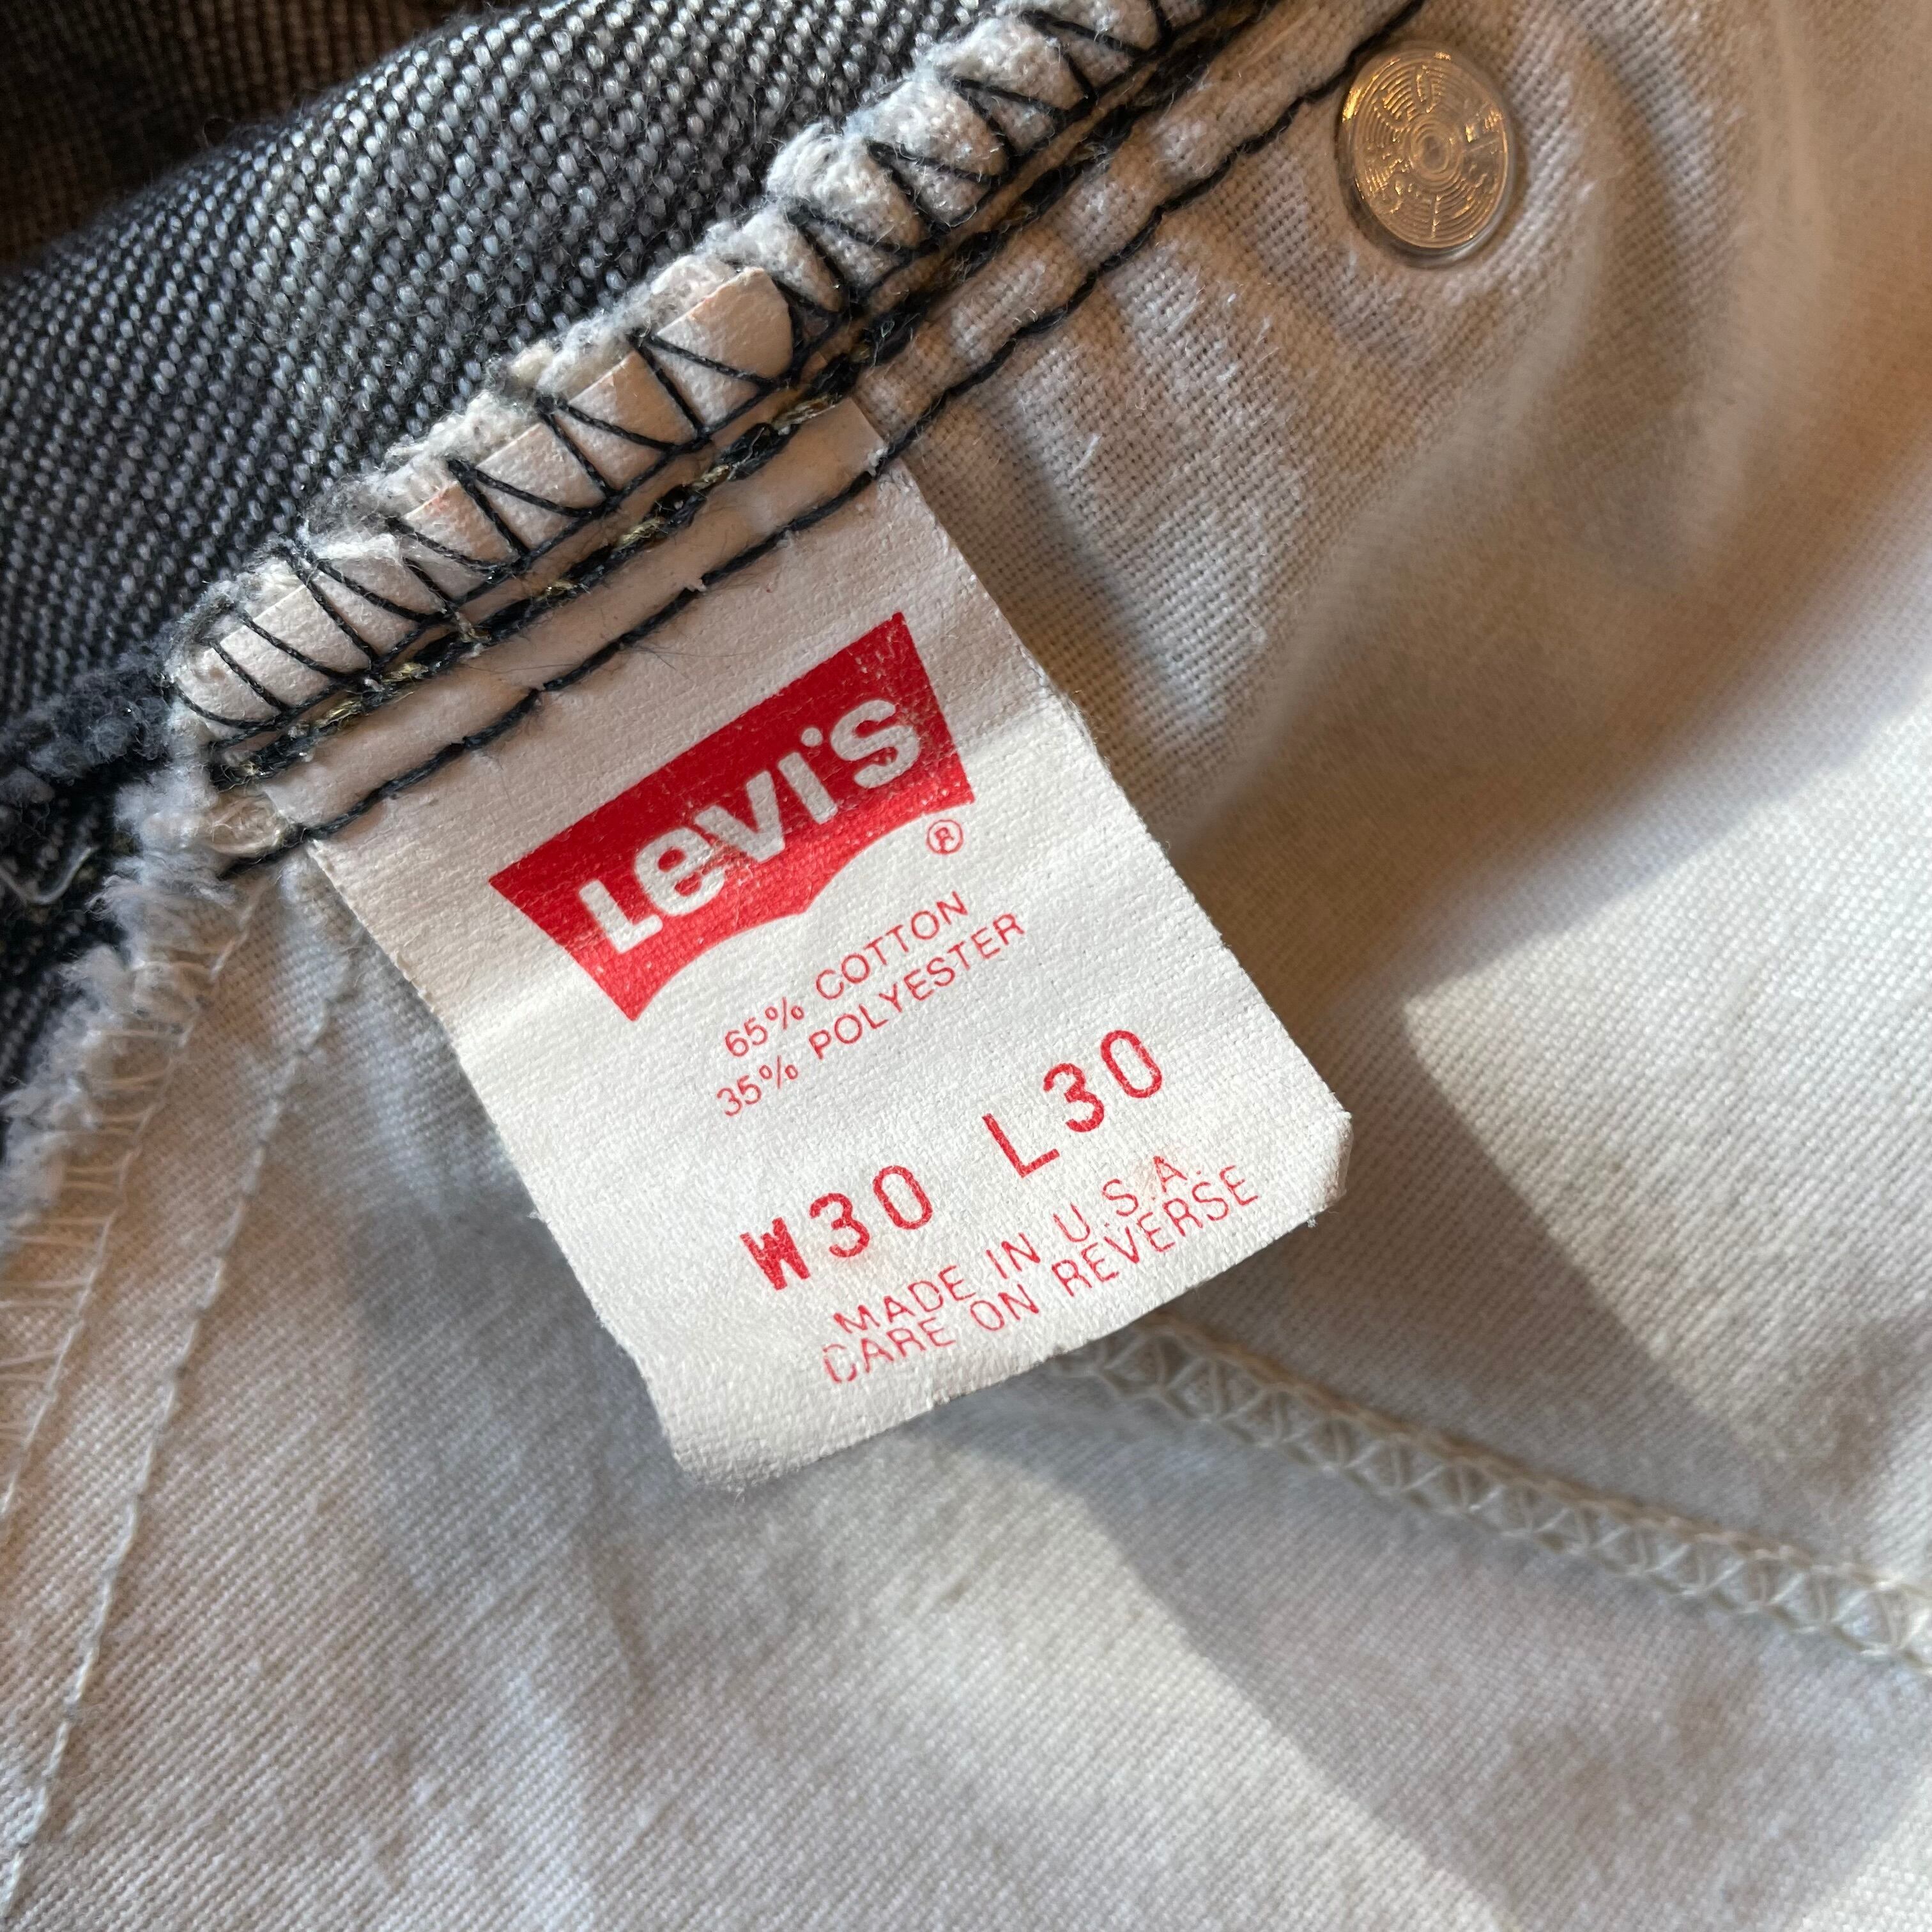 Levi's
®
65% COTTON
35% POLYESTER
W30 L30
MADE IN U.S.A.
CARE ON REVERSE